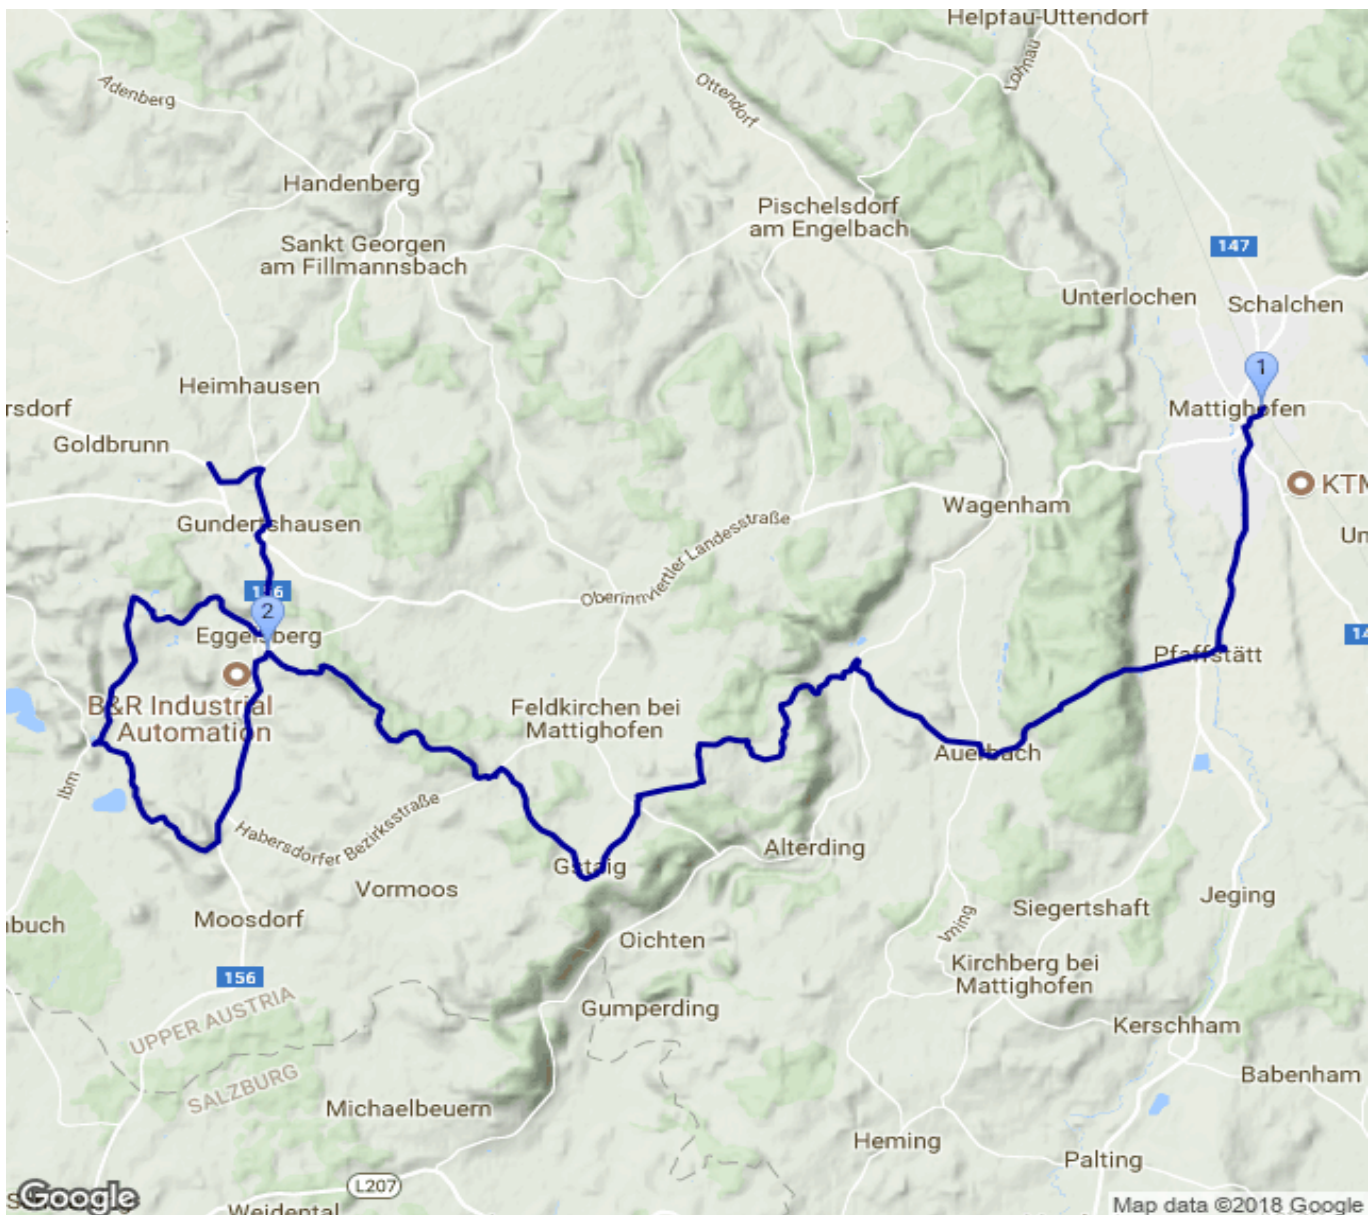 Helpfau-Uttendorf
Lohnau
Adenberg
Ottendorf
Handenberg
Pischelsdorf
am Engelbach
Sankt Georgen
am Fillmannsbach
147
Unterlochen
Schalchen
1
Heimhausen
Mattighofen
rsdorf
Goldbrunn
KTM
Wagenham
Gundertshausen
Un
Oberinnviertler Landesstraße
156
2
Eggelsberg
14
Pfaffstätt
B&R Industrial
Automation
Feldkirchen bei
Mattighofen
Auerbach
Ibm
Habersdorfer Bezirksstraße
Alterding
Gstaig
Vormoos
Jeging
Siegertshaft
Moosdorf
nbuch
Oichten
Vning
Kirchberg bei
Mattighofen
156
Gumperding
UPPER AUSTRIA
Kerschham
SALZBURG
Babenham
Michaelbeuern
Heming
Palting
L207
Google
Weidental
Map data ©2018 Google